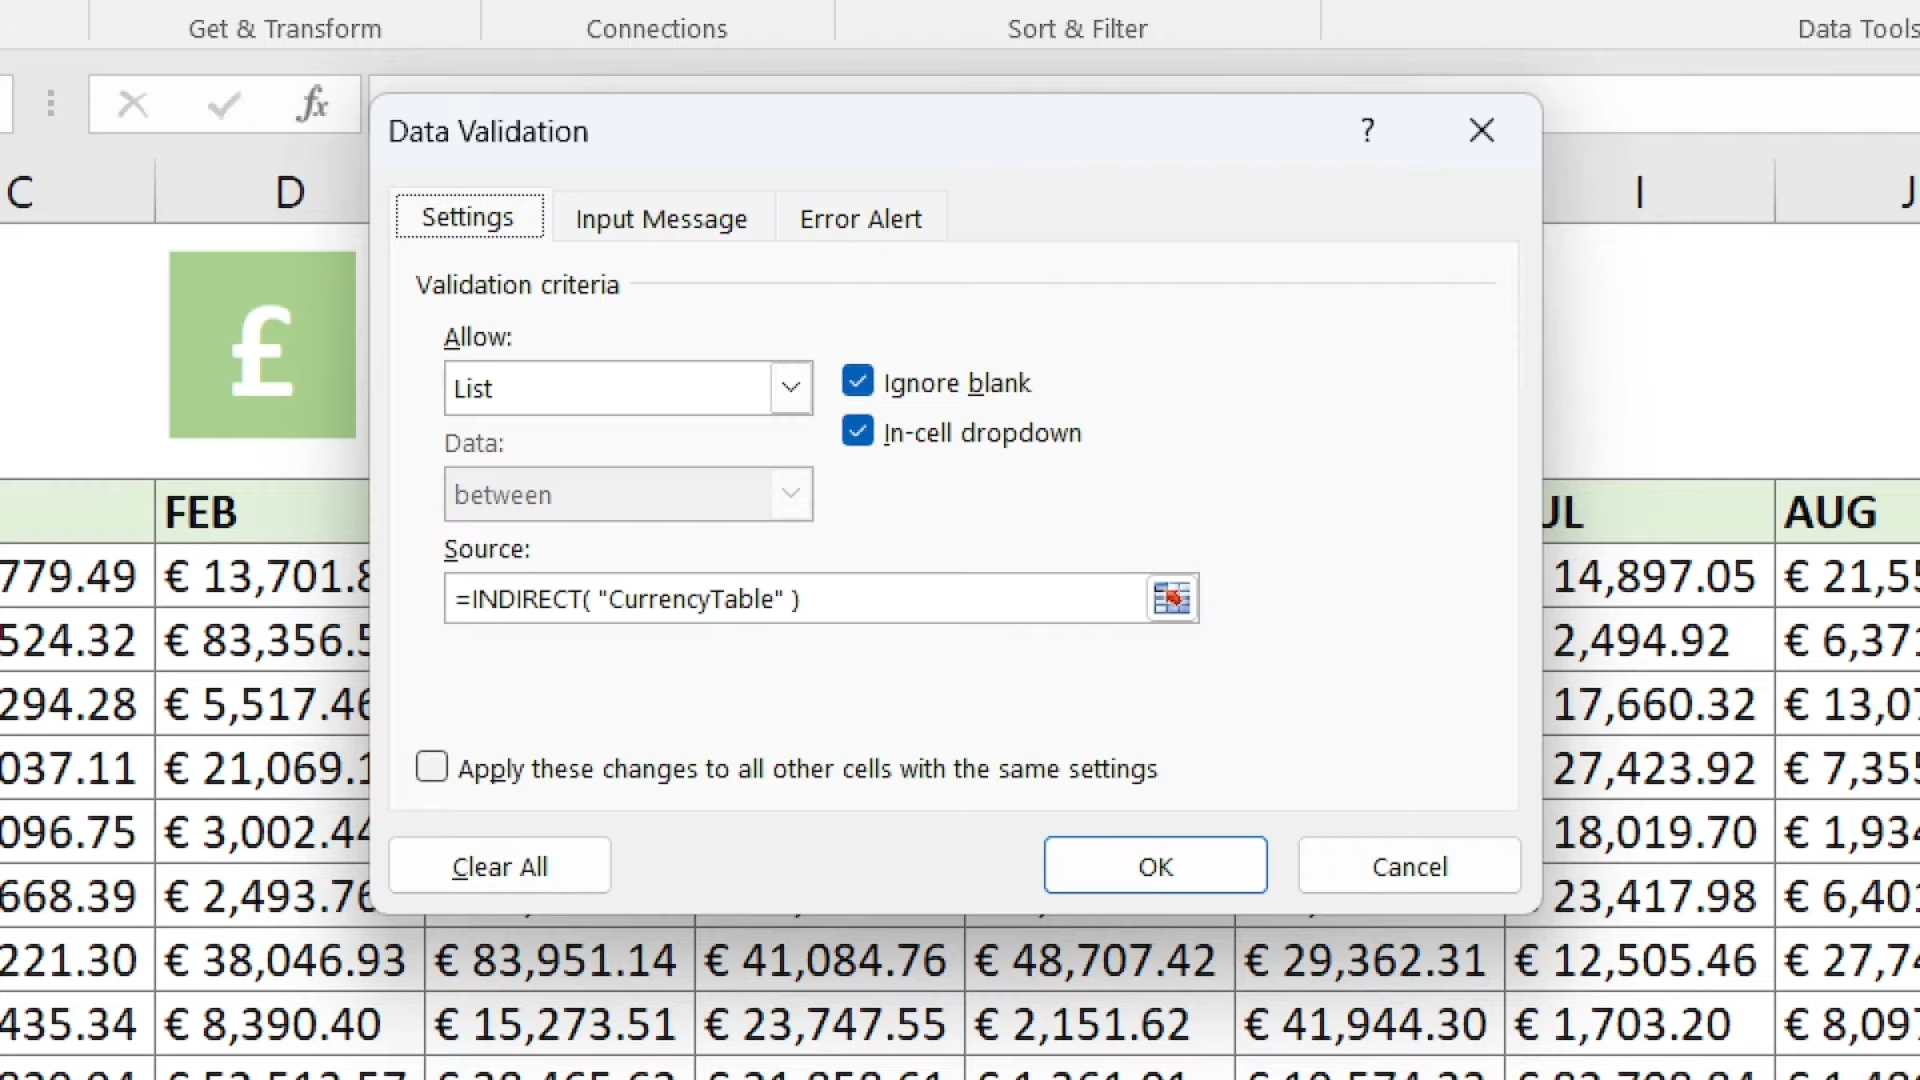 Get & Transform Connections Sort & Filter Data Tools
fx
Data Validation ?
C D I J
Settings Input Message Error Alert
£
Validation criteria
Allow:
List
Ignore blank
In-cell dropdown
Data:
between
Source:
=INDIRECT( "CurrencyTable" )
Apply these changes to all other cells with the same settings
Clear All OK Cancel
FEB AUG
779.49 € 13,701.8 14,897.05 € 21,55
524.32 € 83,356.5 2,494.92 € 6,371
294.28 € 5,517.46 17,660.32 € 13,07
037.11 € 21,069.1 27,423.92 € 7,355
096.75 € 3,002.44 18,019.70 € 1,934
668.39 € 2,493.76 23,417.98 € 6,401
221.30 € 38,046.93 € 83,951.14 € 41,084.76 € 48,707.42 € 29,362.31 € 12,505.46 € 27,74
435.34 € 8,390.40 € 15,273.51 € 23,747.55 € 2,151.62 € 41,944.30 € 1,703.20 € 8,097